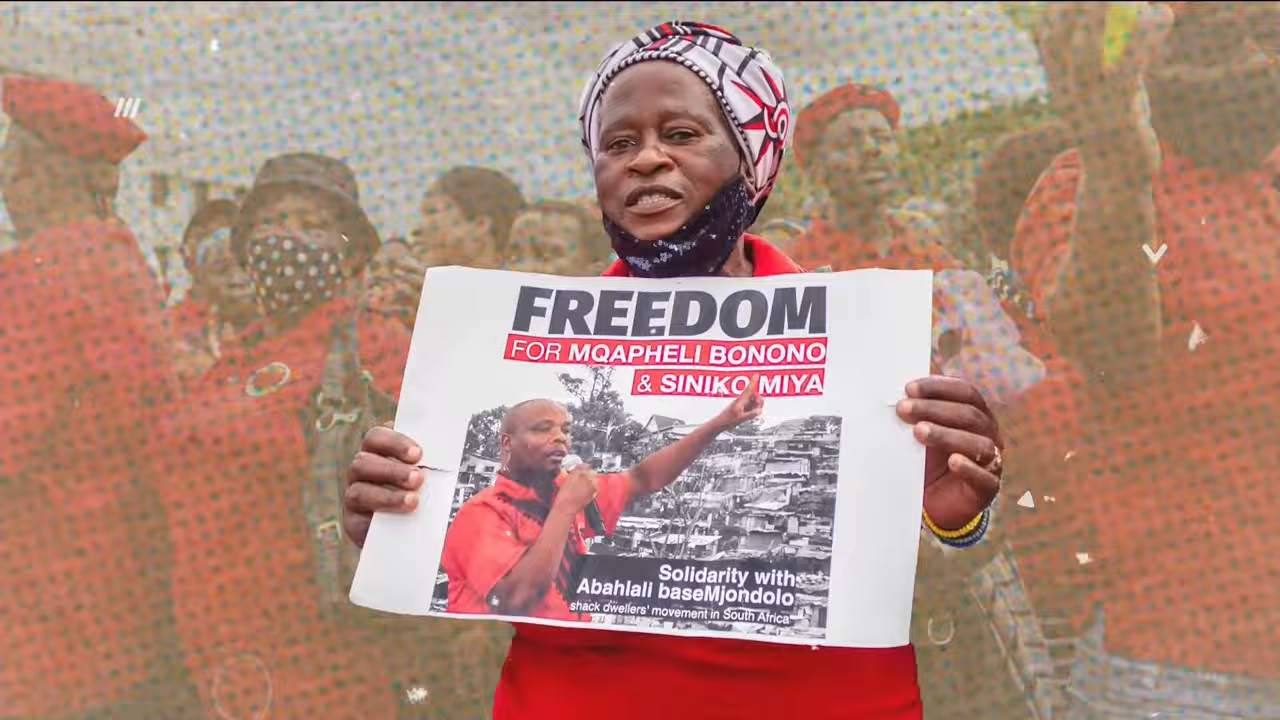 FREEDOM
FOR MQAPHELI BONONO
& SINIKO MIYA
Solidarity with
Abahlali baseMjondolo
shack dwellers' movement in South Africa